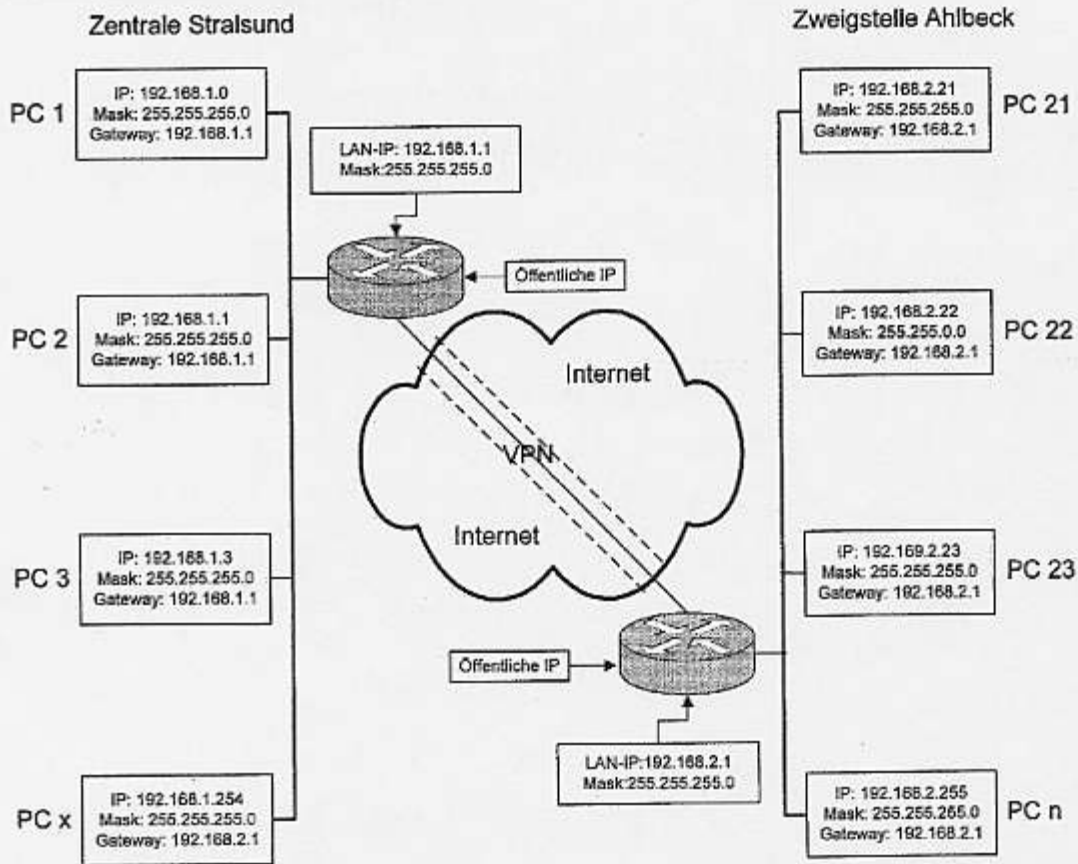 Zentrale Stralsund
Zweigstelle Ahlbeck
PC 1
IP: 192.168.1.0
Mask: 255.255.255.0
Gateway: 192.168.1.1
LAN-IP: 192.168.1.1
Mask:255.255.255.0
Öffentliche IP
IP: 192.168.2.21
Mask: 255.255.255.0
Gateway: 192.168.2.1
PC 21
PC 2
IP: 192.168.1.1
Mask: 255.255.255.0
Gateway: 192.168.1.1
Internet
VPN
Internet
IP: 192.168.2.22
Mask: 255.255.0.0
Gateway: 192.168.2.1
PC 22
PC 3
IP: 192.168.1.3
Mask: 255.255.255.0
Gateway: 192.168.1.1
IP: 192.169.2.23
Mask: 255.255.255.0
Gateway: 192.168.2.1
PC 23
Öffentliche IP
LAN-IP:192.168.2.1
Mask:255.255.255.0
PC x
IP: 192.168.1.254
Mask: 255.255.255.0
Gateway: 192.168.2.1
IP: 192.168.2.255
Mask: 255.255.255.0
Gateway: 192.168.2.1
PC n